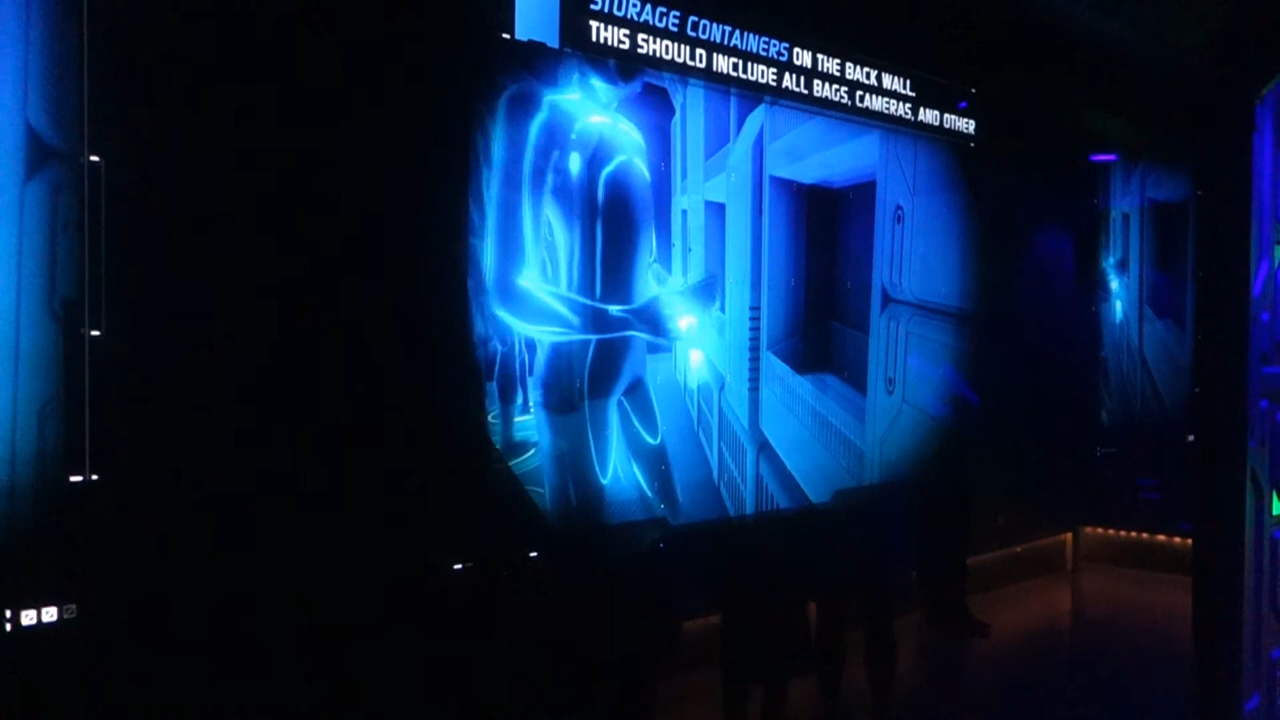 STORAGE CONTAINERS ON THE BACK WALL.
THIS SHOULD INCLUDE ALL BAGS, CAMERAS, AND OTHER